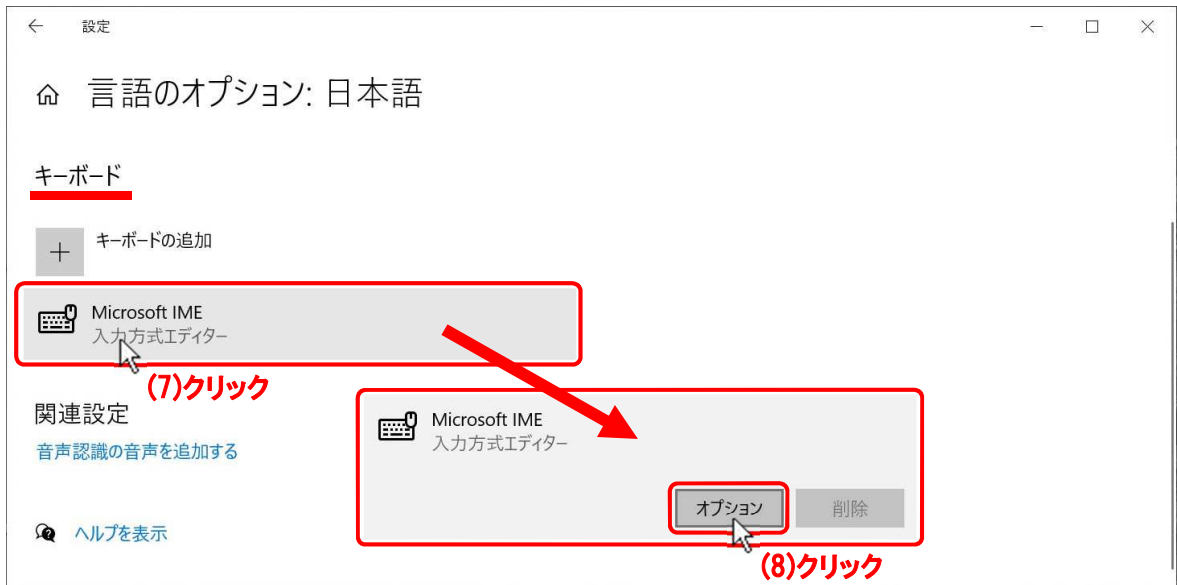 設定
言語のオプション: 日本語
キーボード
キーボードの追加
Microsoft IME
入力方式エディター
(7)クリック
関連設定
音声認識の音声を追加する
ヘルプを表示
Microsoft IME
入力方式エディター
オプション
削除
(8)クリック